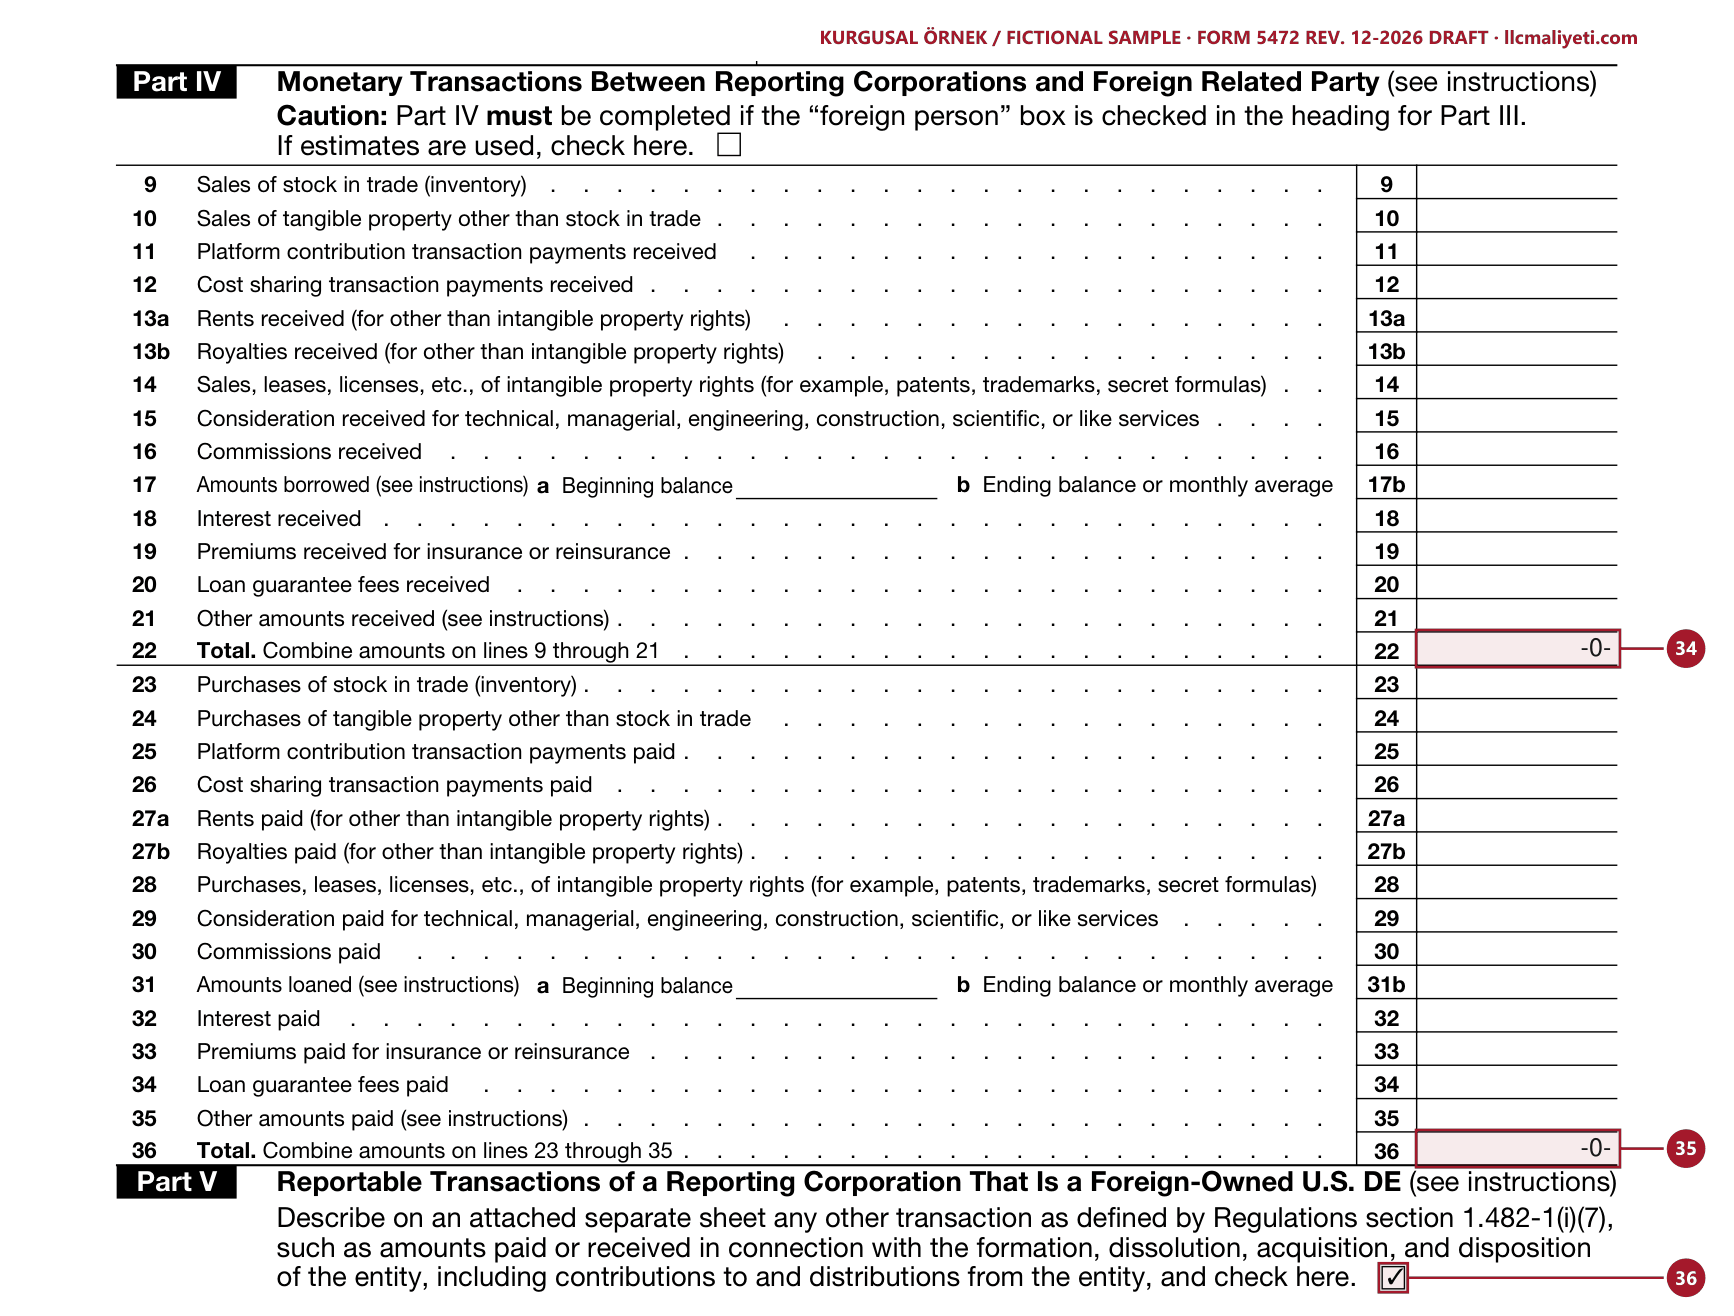 KURGUSAL ÖRNEK / FICTIONAL SAMPLE · FORM 5472 REV. 12-2026 DRAFT · llcmaliyeti.com
Part IV Monetary Transactions Between Reporting Corporations and Foreign Related Party (see instructions)
Caution: Part IV must be completed if the “foreign person” box is checked in the heading for Part III.
If estimates are used, check here. ☐
9 Sales of stock in trade (inventory) 9
10 Sales of tangible property other than stock in trade 10
11 Platform contribution transaction payments received 11
12 Cost sharing transaction payments received 12
13a Rents received (for other than intangible property rights) 13a
13b Royalties received (for other than intangible property rights) 13b
14 Sales, leases, licenses, etc., of intangible property rights (for example, patents, trademarks, secret formulas) 14
15 Consideration received for technical, managerial, engineering, construction, scientific, or like services 15
16 Commissions received 16
17 Amounts borrowed (see instructions) a Beginning balance b Ending balance or monthly average 17b
18 Interest received 18
19 Premiums received for insurance or reinsurance 19
20 Loan guarantee fees received 20
21 Other amounts received (see instructions) 21
22 Total. Combine amounts on lines 9 through 21 22 -0- 34
23 Purchases of stock in trade (inventory) 23
24 Purchases of tangible property other than stock in trade 24
25 Platform contribution transaction payments paid 25
26 Cost sharing transaction payments paid 26
27a Rents paid (for other than intangible property rights) 27a
27b Royalties paid (for other than intangible property rights) 27b
28 Purchases, leases, licenses, etc., of intangible property rights (for example, patents, trademarks, secret formulas) 28
29 Consideration paid for technical, managerial, engineering, construction, scientific, or like services 29
30 Commissions paid 30
31 Amounts loaned (see instructions) a Beginning balance b Ending balance or monthly average 31b
32 Interest paid 32
33 Premiums paid for insurance or reinsurance 33
34 Loan guarantee fees paid 34
35 Other amounts paid (see instructions) 35
36 Total. Combine amounts on lines 23 through 35 36 -0- 35
Part V Reportable Transactions of a Reporting Corporation That Is a Foreign-Owned U.S. DE (see instructions)
Describe on an attached separate sheet any other transaction as defined by Regulations section 1.482-1(i)(7),
such as amounts paid or received in connection with the formation, dissolution, acquisition, and disposition
of the entity, including contributions to and distributions from the entity, and check here. ✓ 36